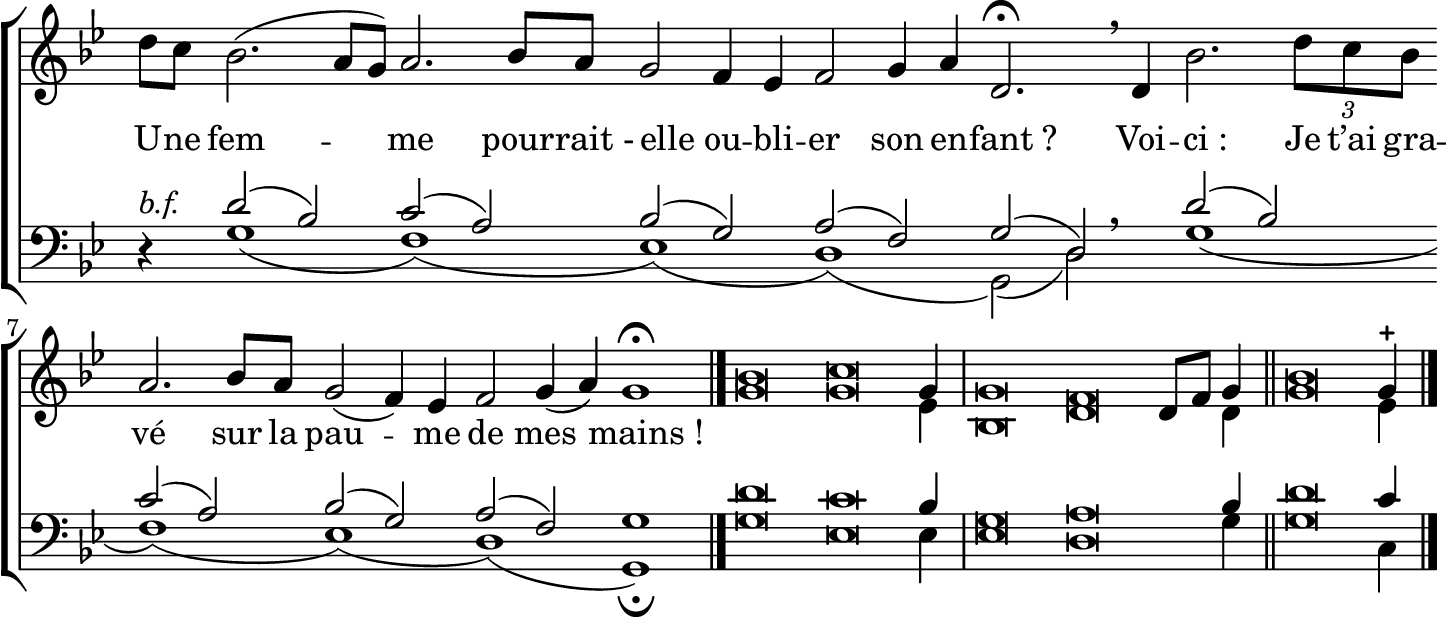 Une fem -- me pourrait - elle ou -- bli -- er son enfant ? Voi -- ci : Je t’ai gra --
3
b.f.
7
vé sur la pau -- me de mes mains !